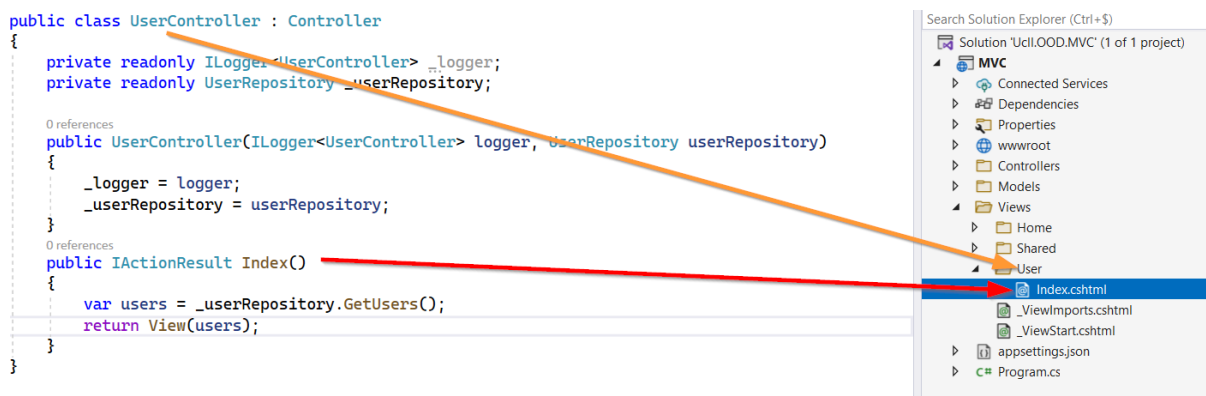 public class UserController : Controller
{
private readonly ILogger<UserController> _logger;
private readonly UserRepository _userRepository;
0 references
public UserController(ILogger<UserController> logger, UserRepository userRepository)
{
_logger = logger;
_userRepository = userRepository;
}
0 references
public IActionResult Index()
{
var users = _userRepository.GetUsers();
return View(users);
}
}
Search Solution Explorer (Ctrl+$)
Solution 'Ucll.OOD.MVC' (1 of 1 project)
MVC
Connected Services
Dependencies
Properties
wwwroot
Controllers
Models
Views
Home
Shared
User
Index.cshtml
_ViewImports.cshtml
_ViewStart.cshtml
appsettings.json
C# Program.cs